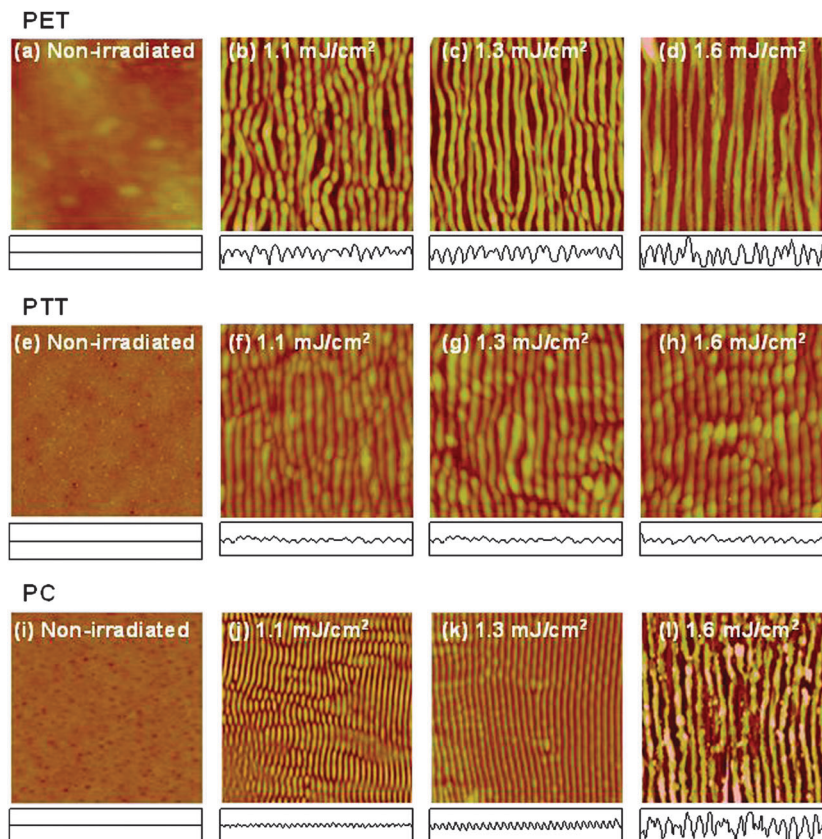 PET
(a) Non-irradiated (b) 1.1 mJ/cm² (c) 1.3 mJ/cm² (d) 1.6 mJ/cm²
PTT
(e) Non-irradiated (f) 1.1 mJ/cm² (g) 1.3 mJ/cm² (h) 1.6 mJ/cm²
PC
(i) Non-irradiated (j) 1.1 mJ/cm² (k) 1.3 mJ/cm² (l) 1.6 mJ/cm²